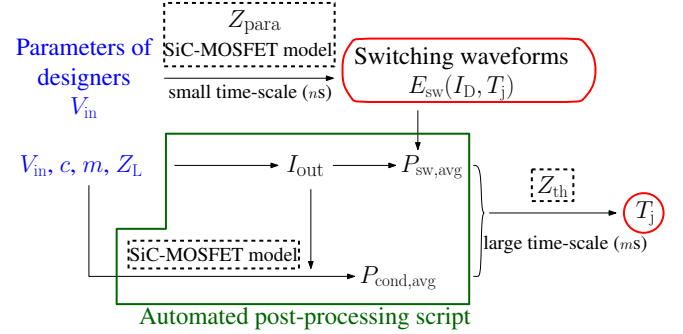 Z_para
SiC-MOSFET model
Parameters of
designers
V_in
small time-scale (ns)
Switching waveforms
E_sw(I_D, T_j)
V_in, c, m, Z_L
I_out
P_sw,avg
Z_th
T_j
large time-scale (ms)
SiC-MOSFET model
P_cond,avg
Automated post-processing script